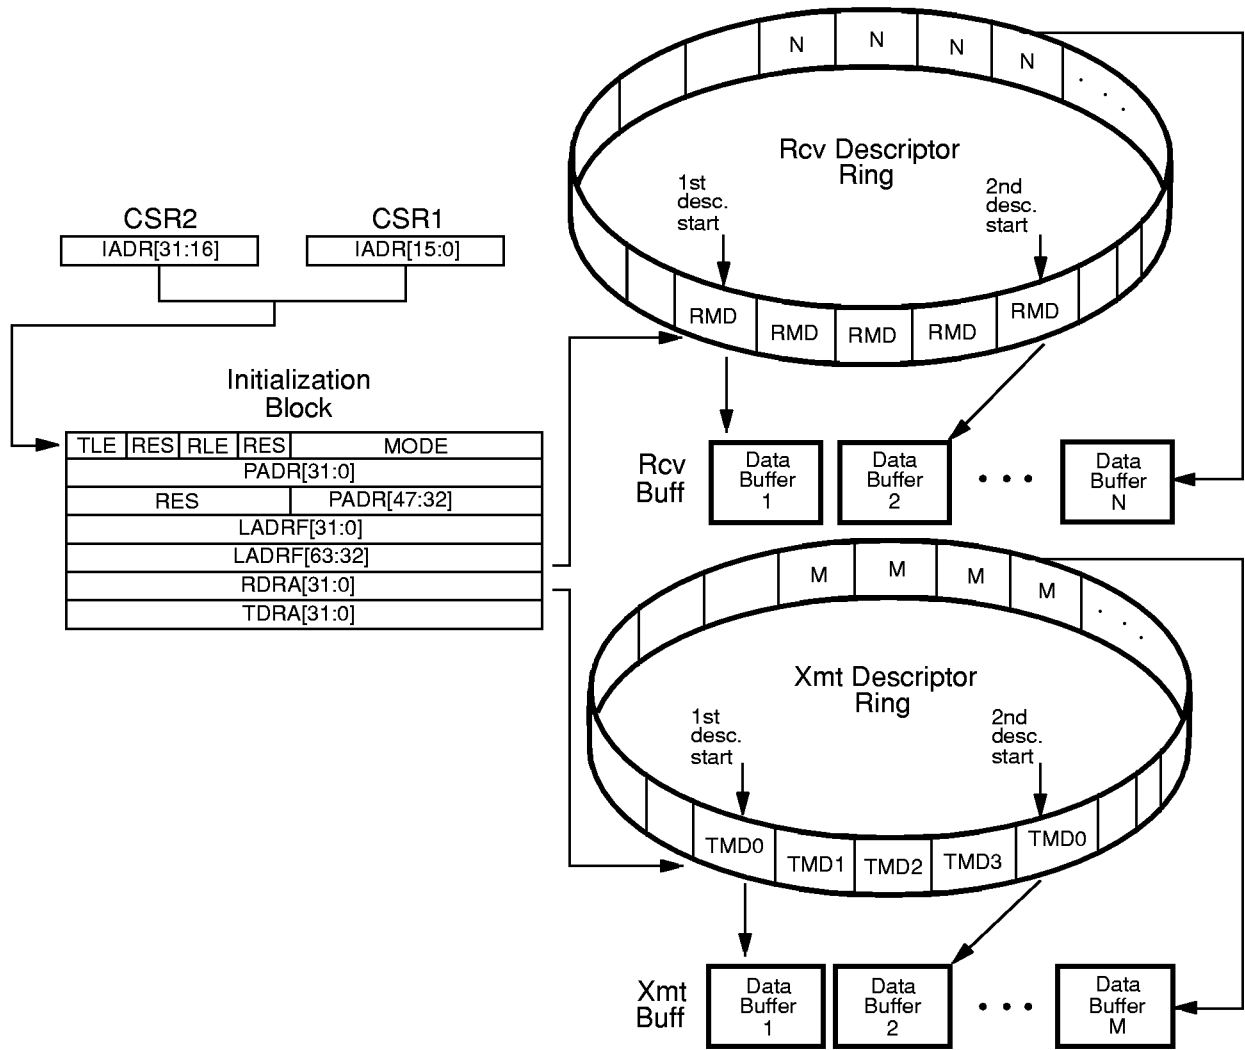 N N N N
. . .
Rcv Descriptor
Ring
1st
desc.
start
2nd
desc.
start
CSR2 CSR1
IADR[31:16] IADR[15:0]
RMD RMD RMD RMD RMD
Initialization
Block
TLE RES RLE RES MODE
PADR[31:0]
RES PADR[47:32]
LADRF[31:0]
LADRF[63:32]
RDRA[31:0]
TDRA[31:0]
Rcv
Buff
Data
Buffer
1
Data
Buffer
2
• • •
Data
Buffer
N
M M M M
. . .
Xmt Descriptor
Ring
1st
desc.
start
2nd
desc.
start
TMD0 TMD1 TMD2 TMD3 TMD0
Xmt
Buff
Data
Buffer
1
Data
Buffer
2
• • •
Data
Buffer
M